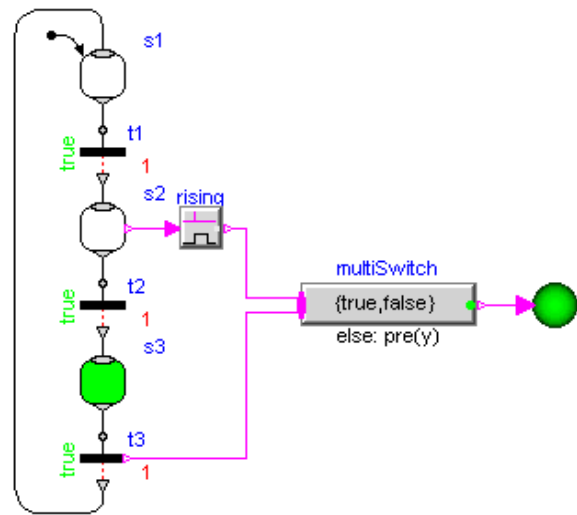 s1
t1
true
1
s2
rising
multiSwitch
{true,false}
else: pre(y)
t2
true
1
s3
t3
true
1